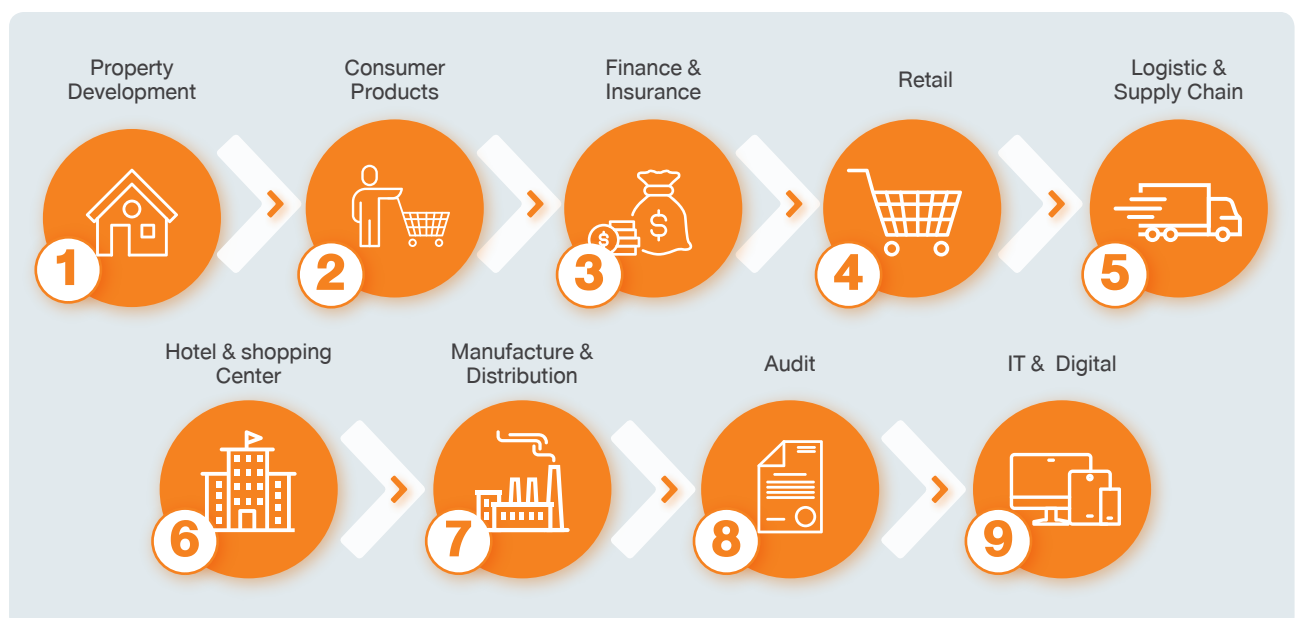 Property
Development
Consumer
Products
Finance &
Insurance
Retail
Logistic &
Supply Chain
1
2
$
$
3
4
5
Hotel & shopping
Center
Manufacture &
Distribution
Audit
IT & Digital
6
7
8
9